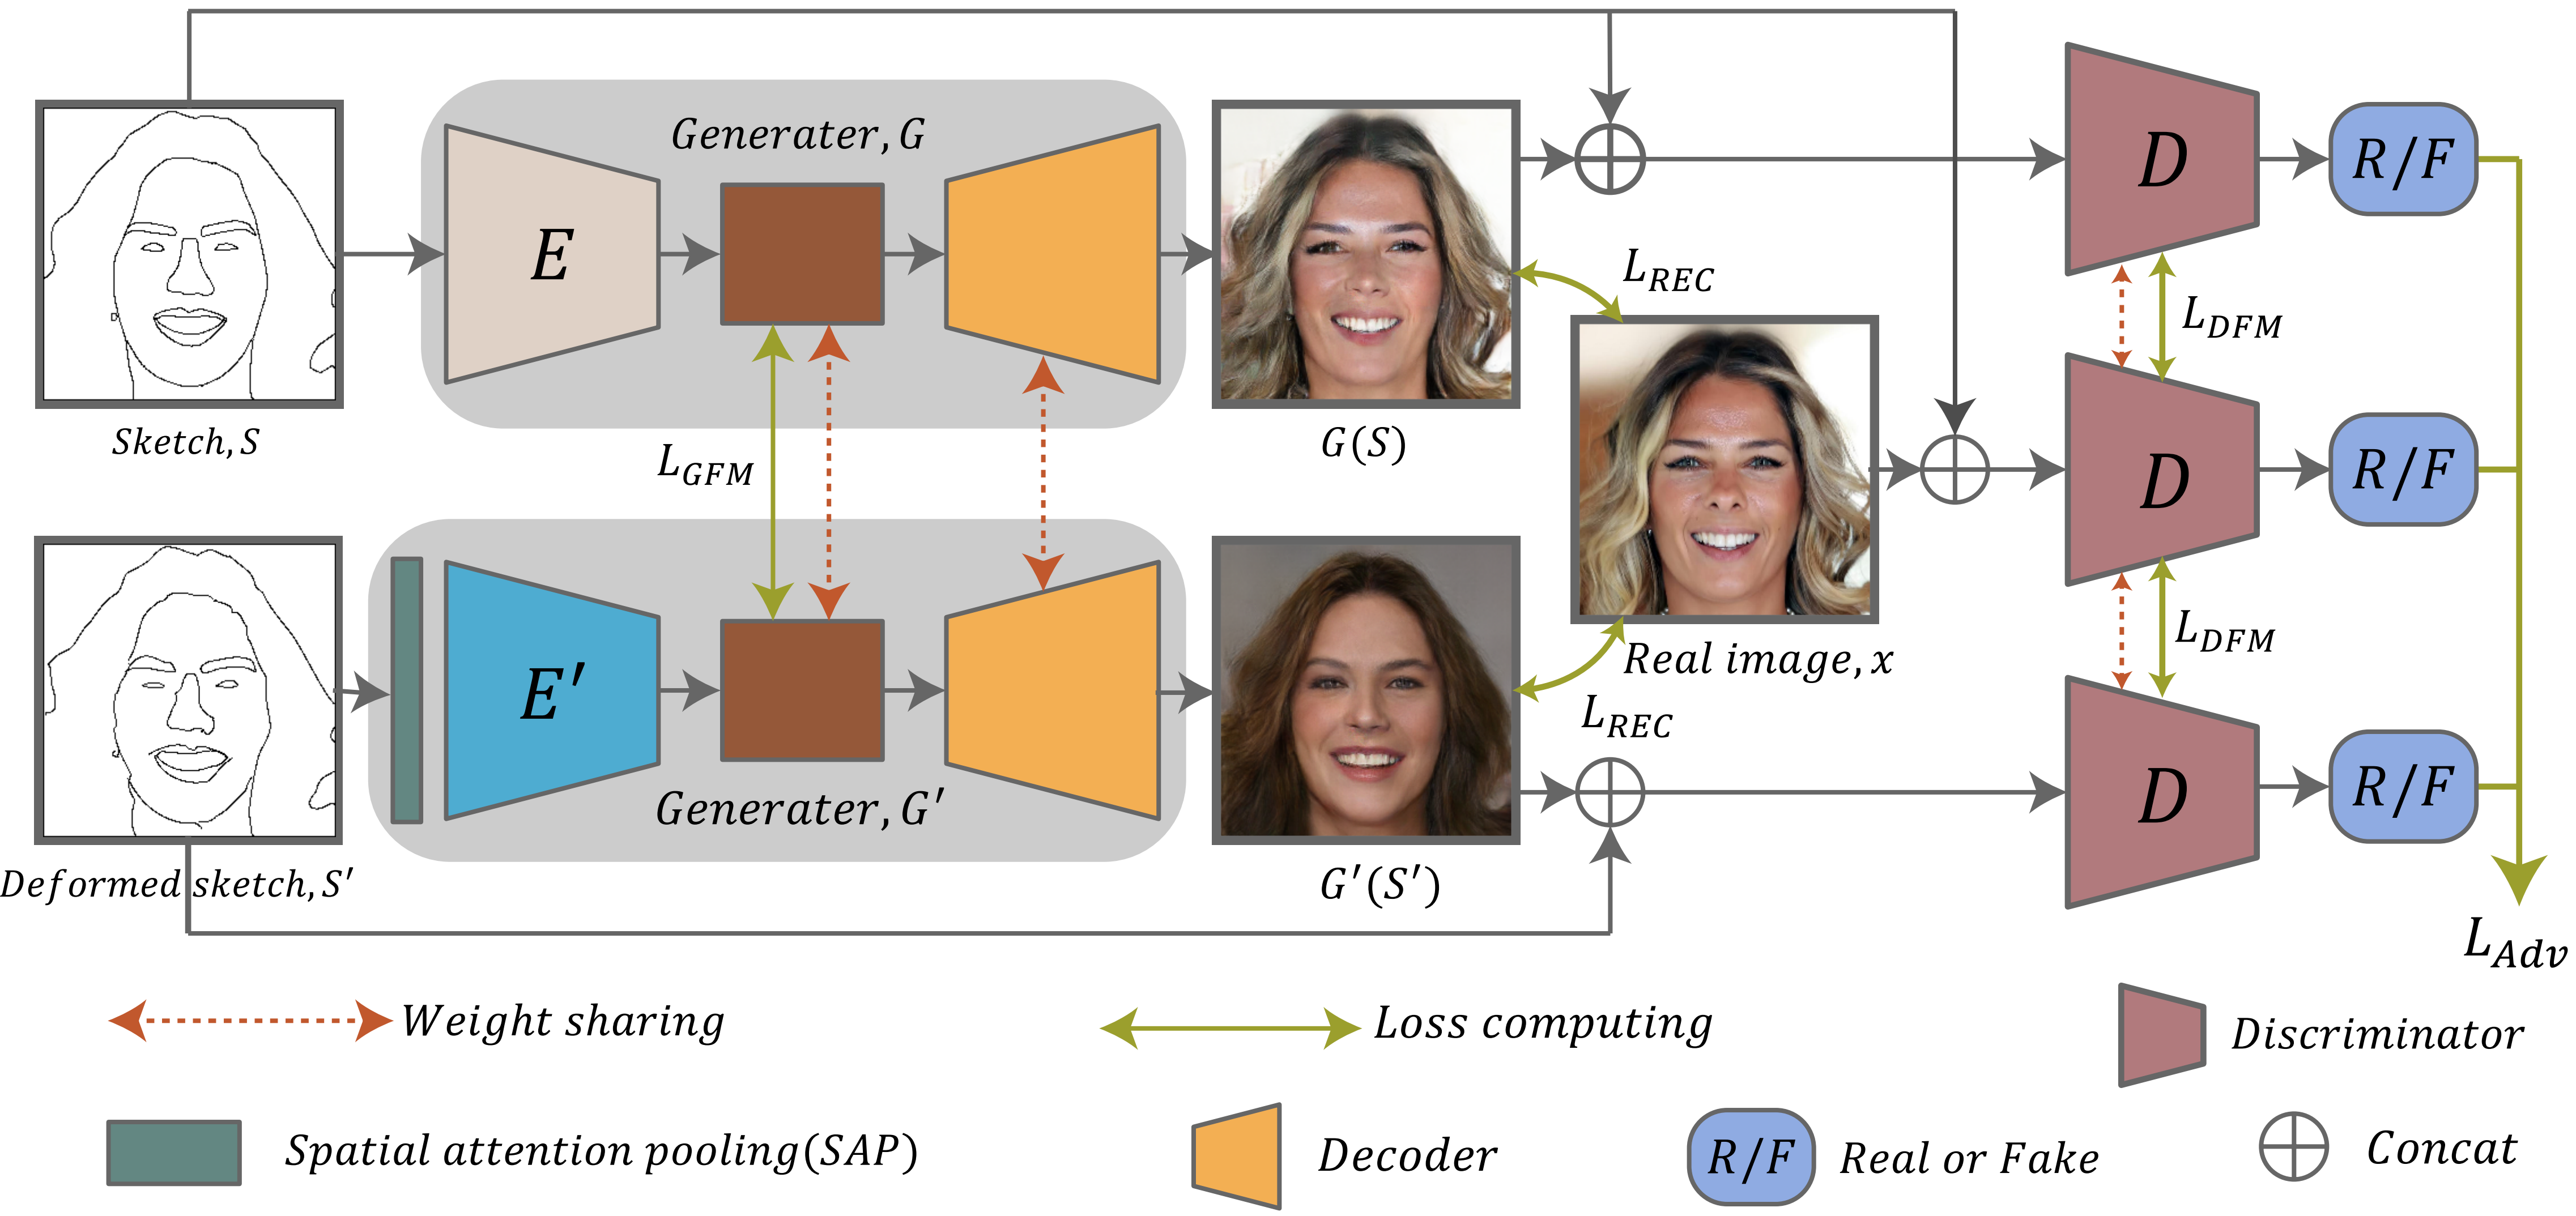 Generater, G
E
D
R/F
L_REC
L_DFM
Sketch, S
G(S)
L_GFM
D
R/F
E′
Real image, x
L_DFM
L_REC
Generater, G′
D
R/F
Deformed sketch, S′
G′(S′)
L_Adv
Weight sharing
Loss computing
Discriminator
Spatial attention pooling(SAP)
Decoder
R/F
Real or Fake
Concat